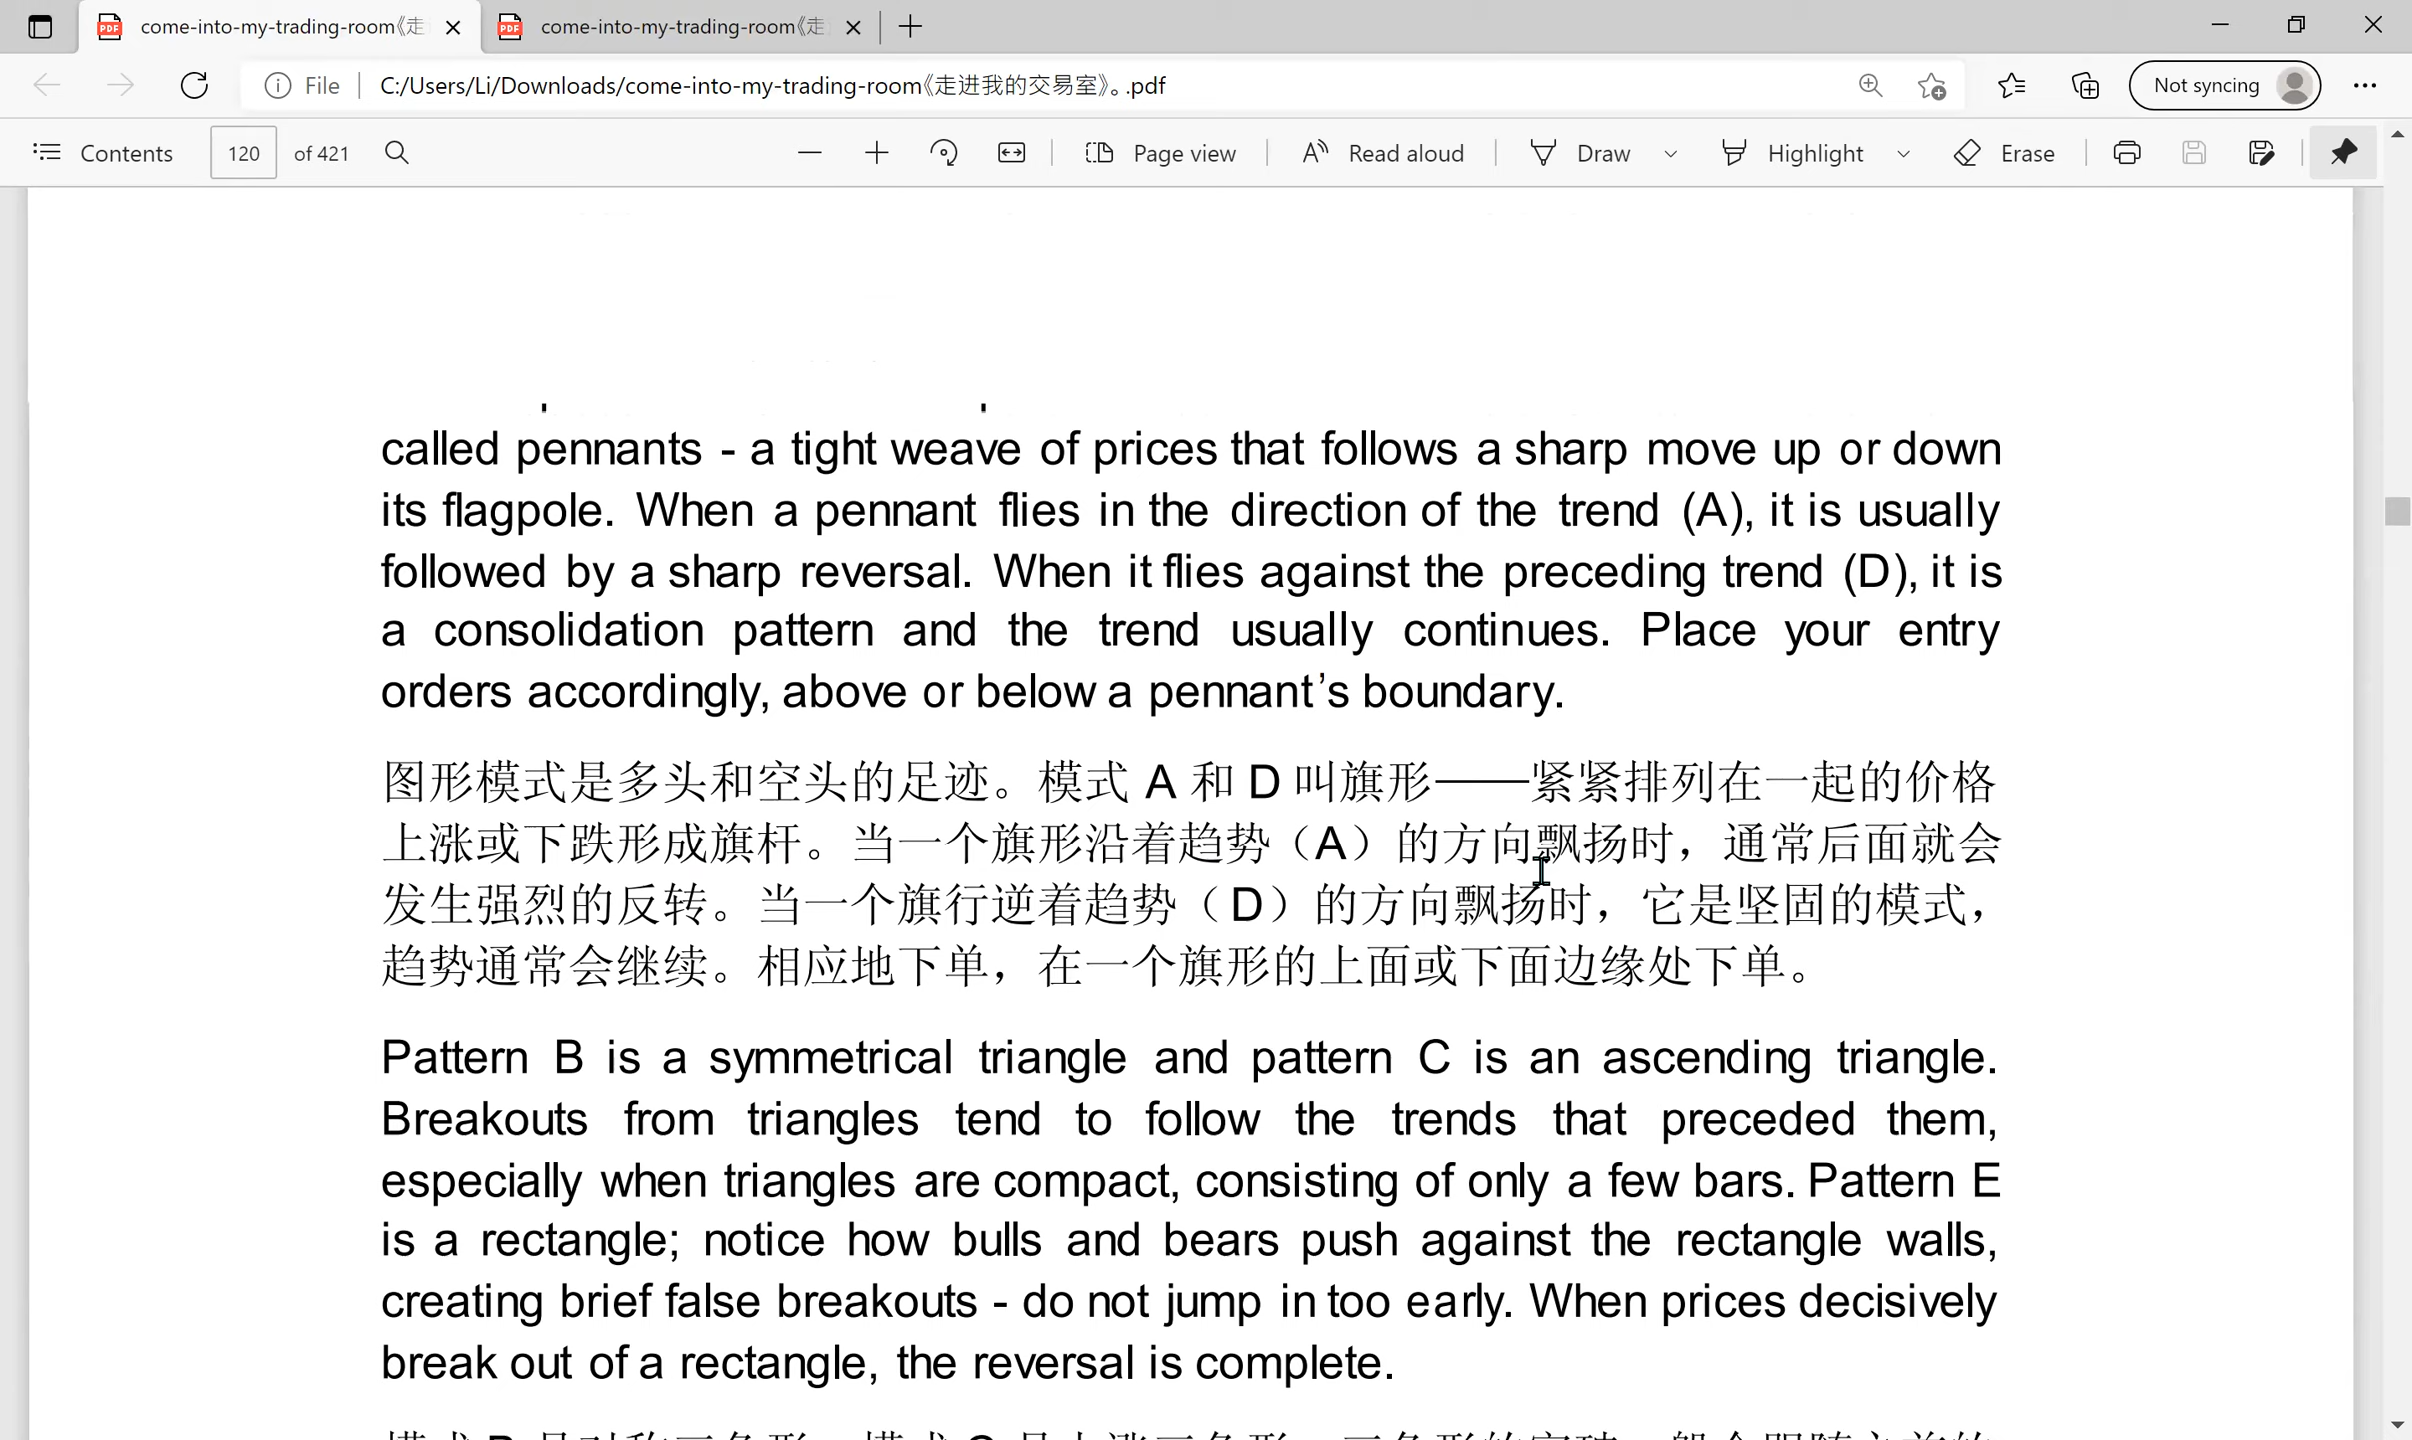 come-into-my-trading-room《走
come-into-my-trading-room《走
File
C:/Users/Li/Downloads/come-into-my-trading-room《走进我的交易室》。.pdf
Not syncing
Contents
120
of 421
Page view
Read aloud
Draw
Highlight
Erase
called pennants - a tight weave of prices that follows a sharp move up or down
its flagpole. When a pennant flies in the direction of the trend (A), it is usually
followed by a sharp reversal. When it flies against the preceding trend (D), it is
a consolidation pattern and the trend usually continues. Place your entry
orders accordingly, above or below a pennant’s boundary.
图形模式是多头和空头的足迹。模式 A 和 D 叫旗形——紧紧排列在一起的价格
上涨或下跌形成旗杆。当一个旗形沿着趋势（A）的方向飘扬时，通常后面就会
发生强烈的反转。当一个旗行逆着趋势（D）的方向飘扬时，它是坚固的模式，
趋势通常会继续。相应地下单，在一个旗形的上面或下面边缘处下单。
Pattern B is a symmetrical triangle and pattern C is an ascending triangle.
Breakouts from triangles tend to follow the trends that preceded them,
especially when triangles are compact, consisting of only a few bars. Pattern E
is a rectangle; notice how bulls and bears push against the rectangle walls,
creating brief false breakouts - do not jump in too early. When prices decisively
break out of a rectangle, the reversal is complete.